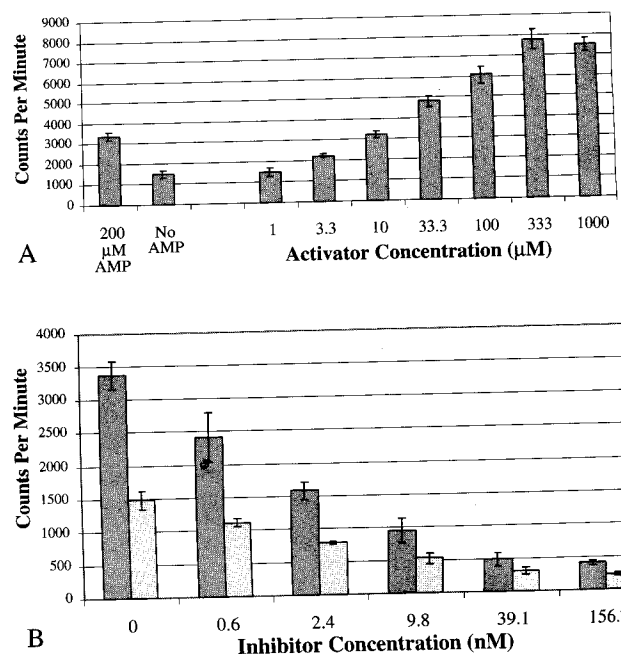 Counts Per Minute
9000
8000
7000
6000
5000
4000
3000
2000
1000
0
200 μM AMP
No AMP
1 3.3 10 33.3 100 333 1000
Activator Concentration (μM)
A
Counts Per Minute
4000
3500
3000
2500
2000
1500
1000
500
0
0 0.6 2.4 9.8 39.1 156.
Inhibitor Concentration (nM)
B